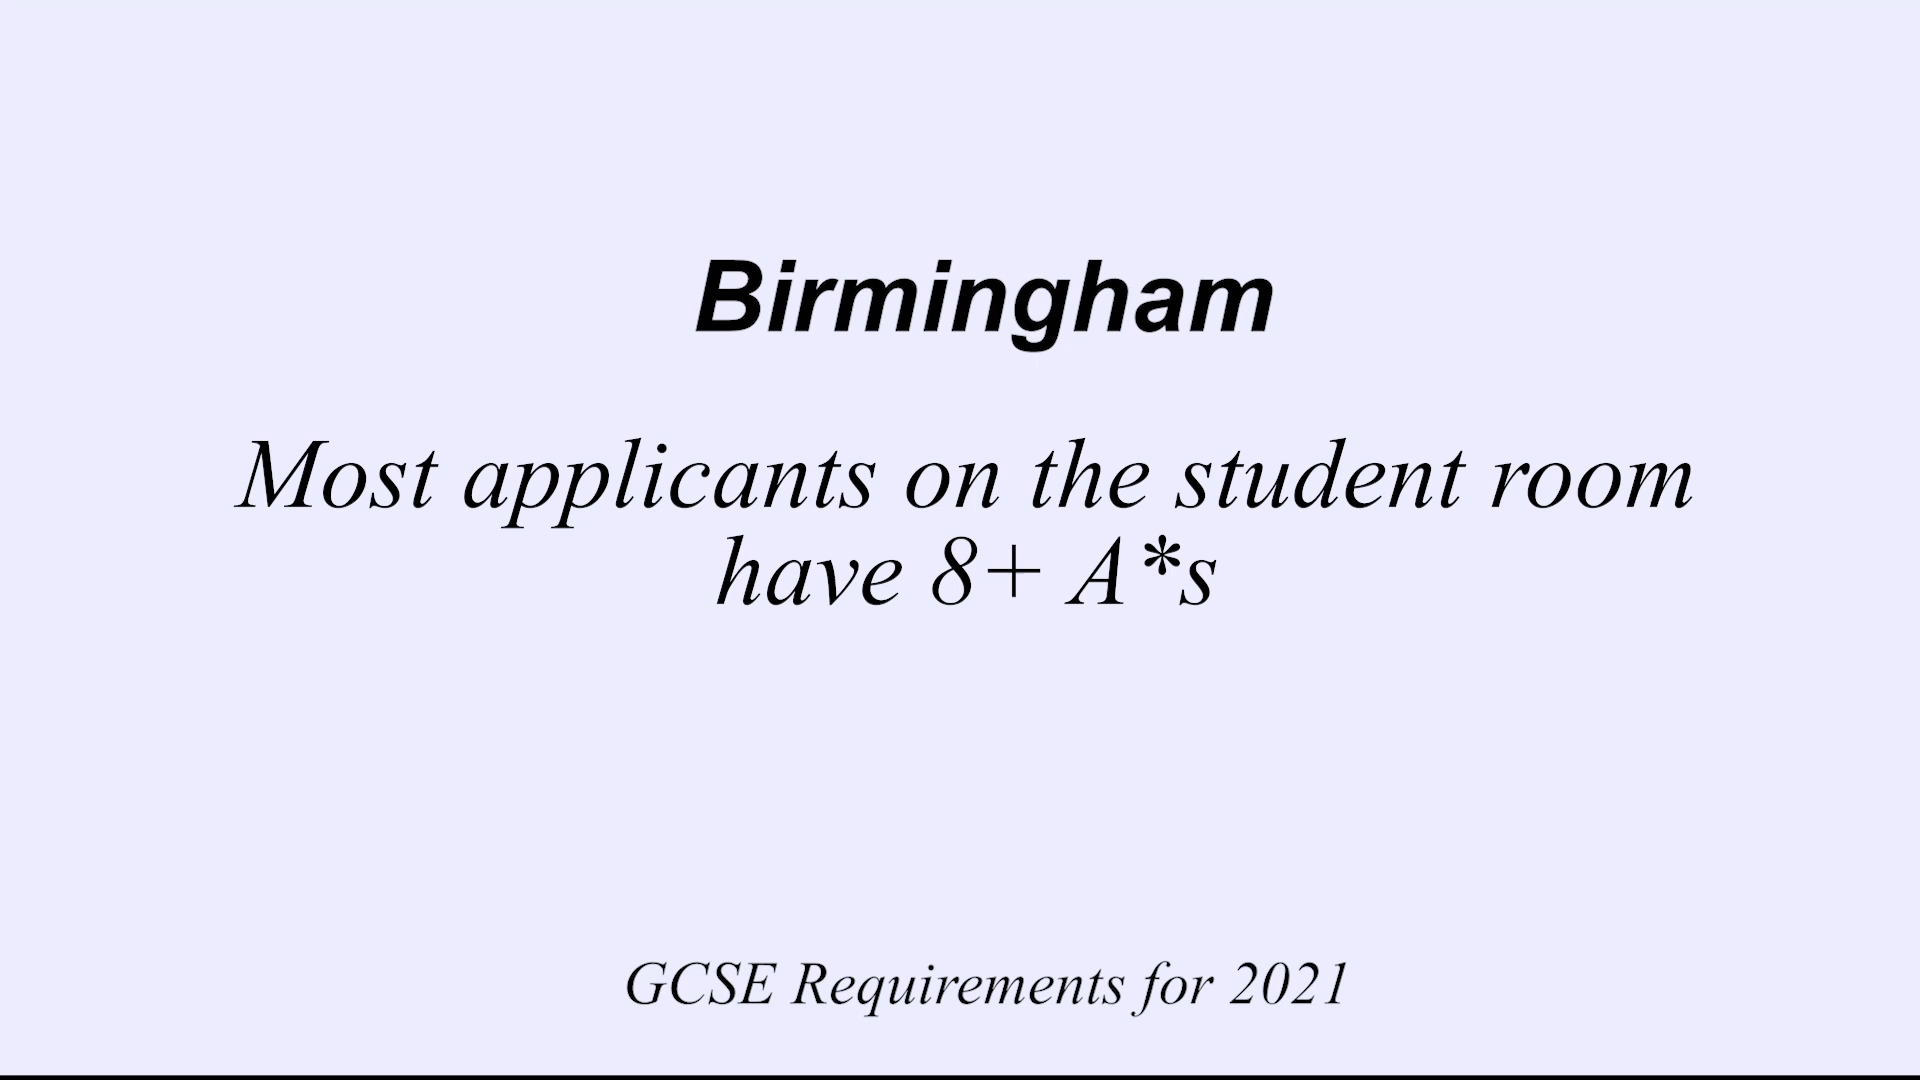 Birmingham
Most applicants on the student room
have 8+ A*s
GCSE Requirements for 2021